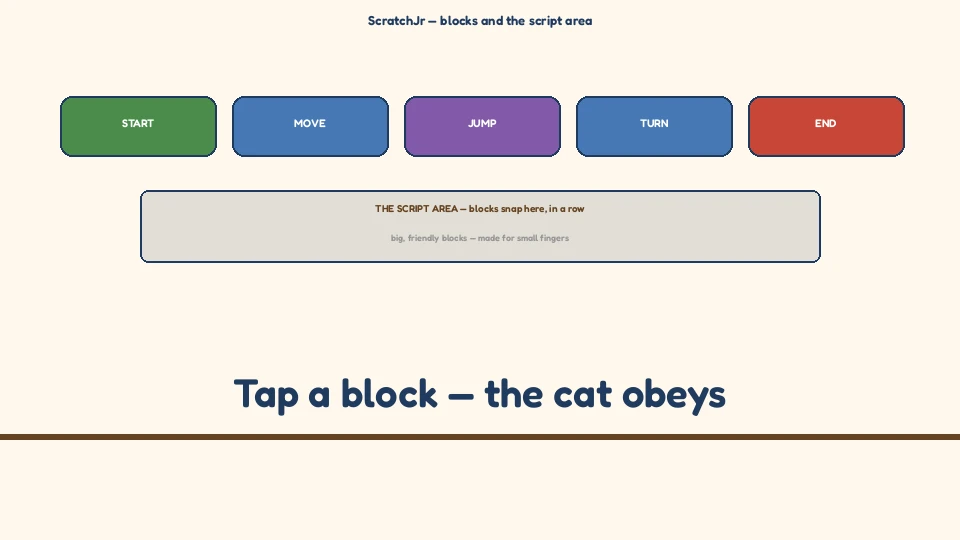 ScratchJr — blocks and the script area
START
MOVE
JUMP
TURN
END
THE SCRIPT AREA — blocks snap here, in a row
big, friendly blocks — made for small fingers
Tap a block — the cat obeys